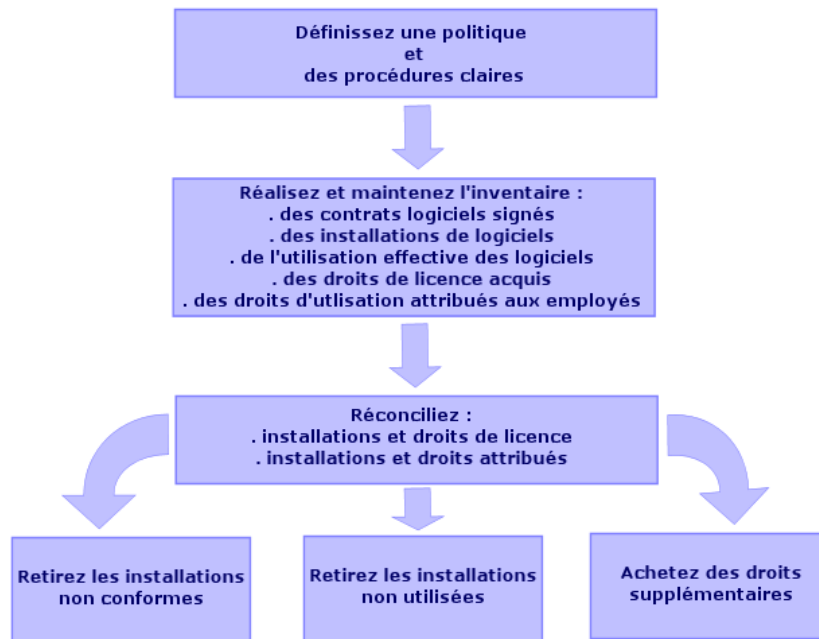 Définissez une politique
et
des procédures claires
Réalisez et maintenez l'inventaire :
. des contrats logiciels signés
. des installations de logiciels
. de l'utilisation effective des logiciels
. des droits de licence acquis
. des droits d'utlisation attribués aux employés
Réconciliez :
. installations et droits de licence
. installations et droits attribués
Retirez les installations
non conformes
Retirez les installations
non utilisées
Achetez des droits
supplémentaires